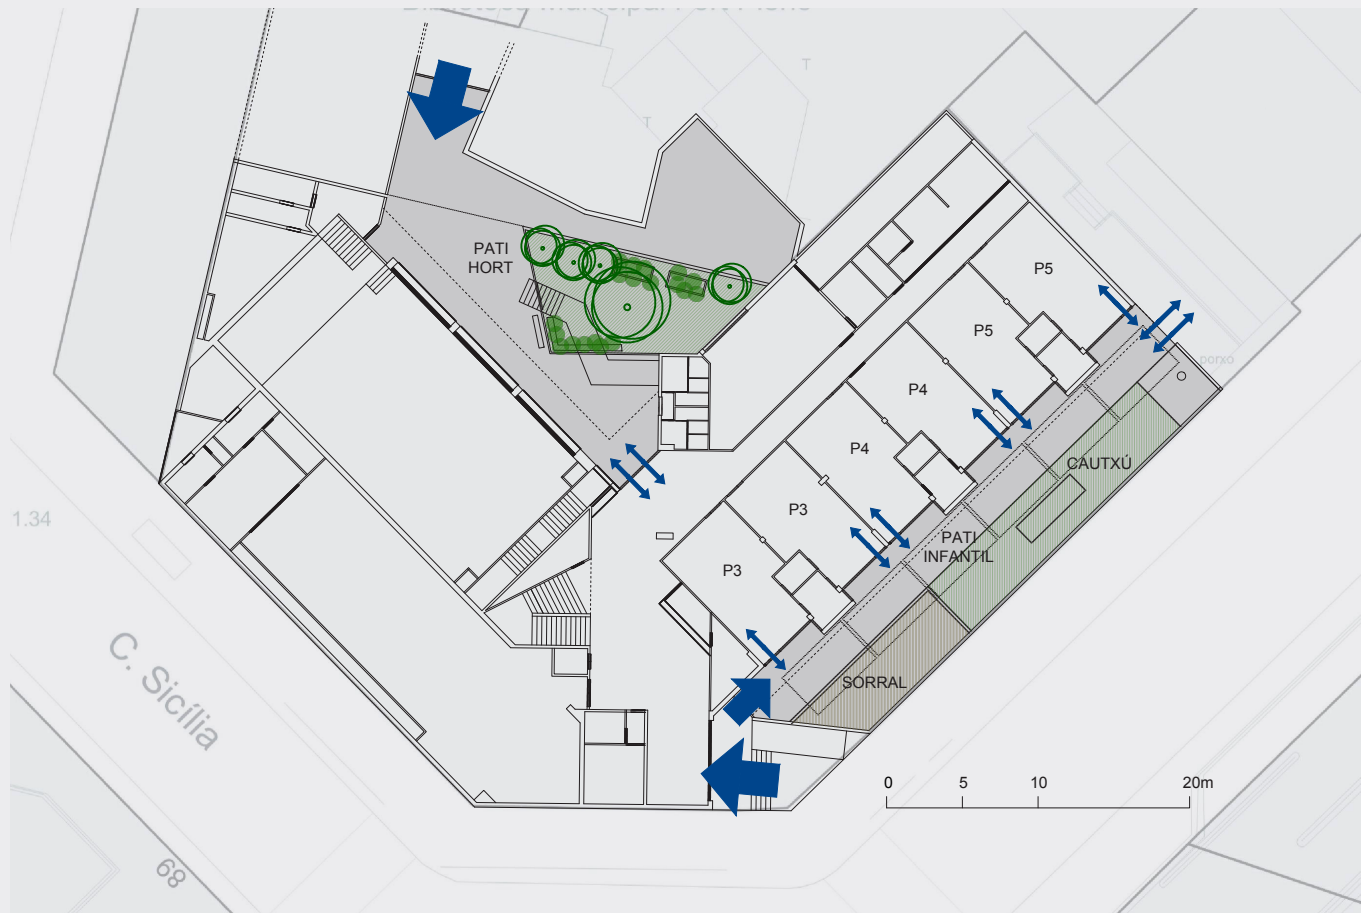 T
T
PATI
HORT
P5
P5
porxo
P4
CAUTXÚ
P4
P3
1.34
PATI
INFANTIL
P3
C. Sicília
SORRAL
0 5 10 20m
68